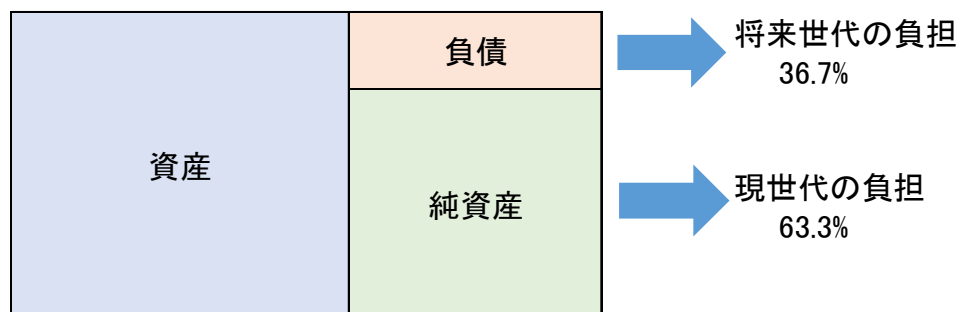 資産
負債
純資産
将来世代の負担
36.7%
現世代の負担
63.3%